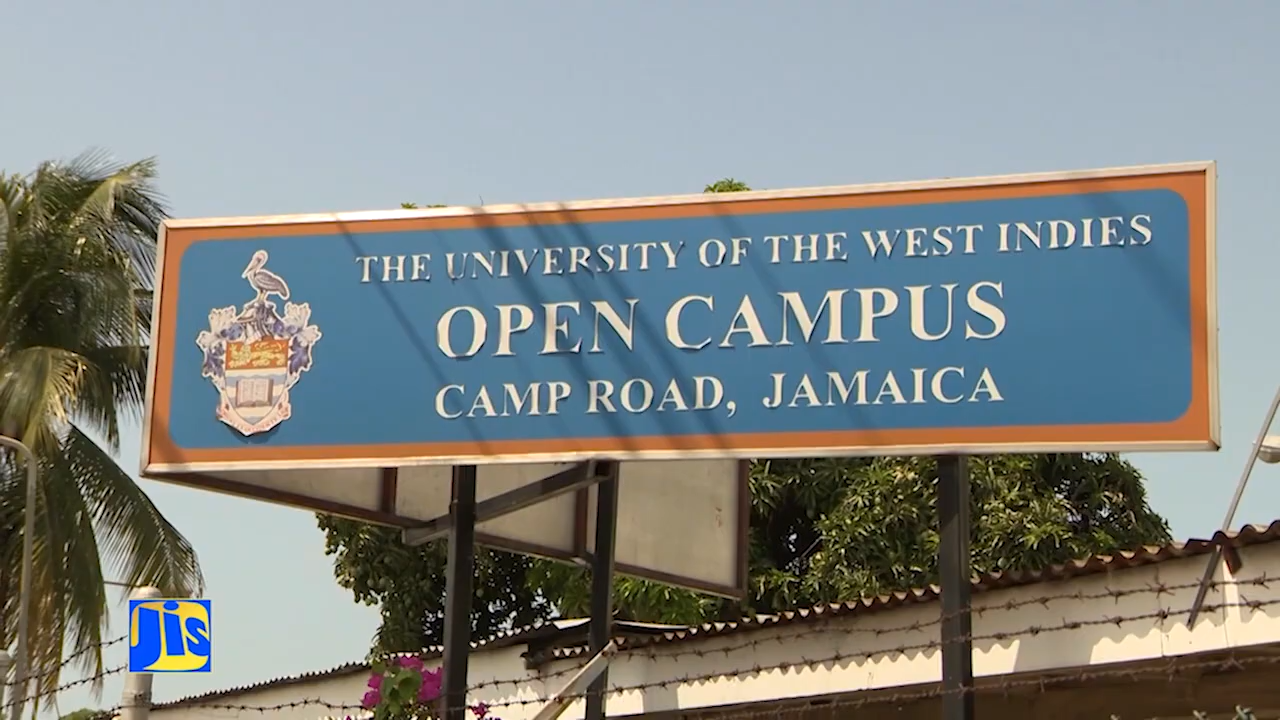 THE UNIVERSITY OF THE WEST INDIES
OPEN CAMPUS
CAMP ROAD, JAMAICA
JIS